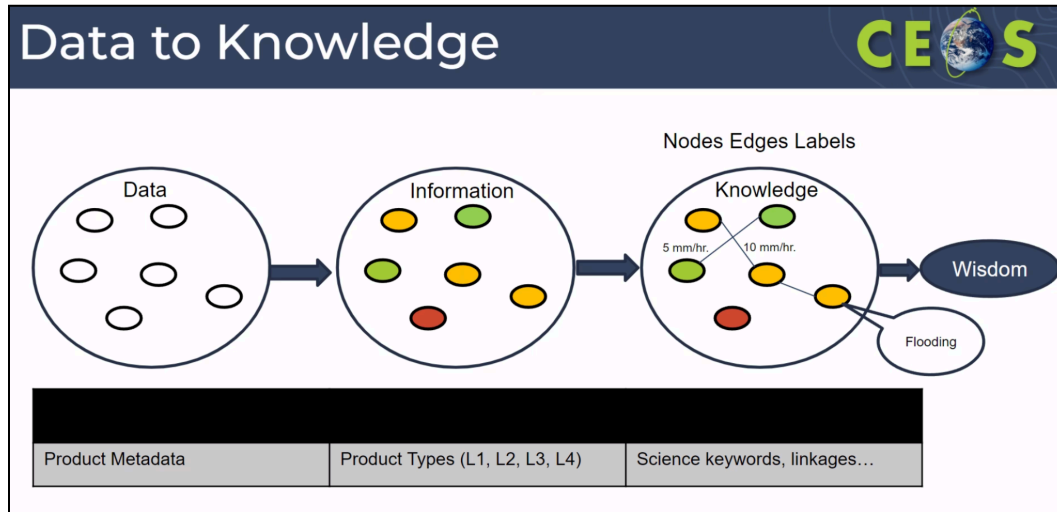 Data to Knowledge
CEOS
Nodes Edges Labels
Data
Information
Knowledge
5 mm/hr.
10 mm/hr.
Wisdom
Flooding
Product Metadata
Product Types (L1, L2, L3, L4)
Science keywords, linkages…